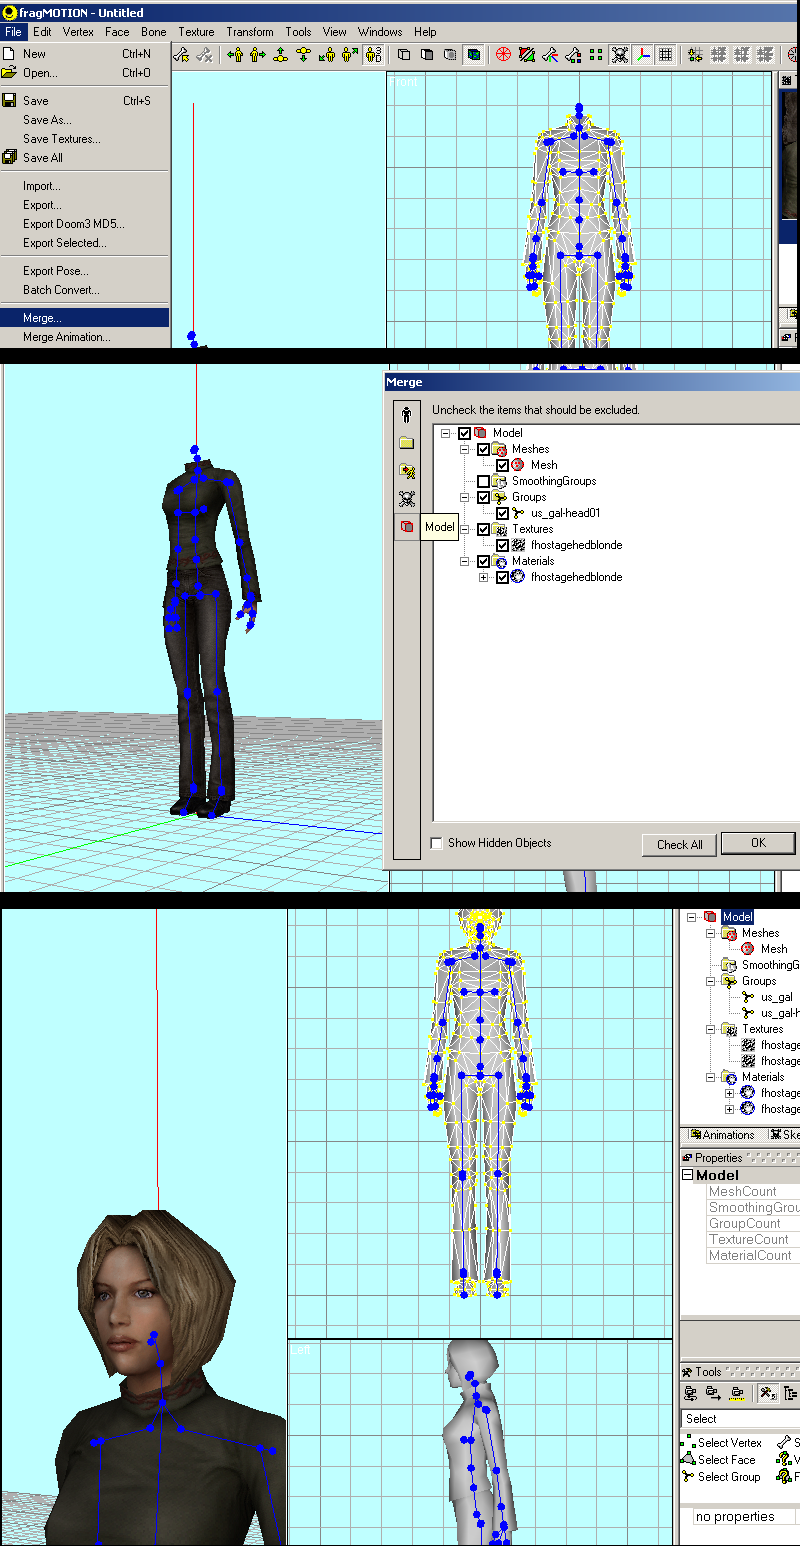 fragMOTION - Untitled
File Edit Vertex Face Bone Texture Transform Tools View Windows Help
New Ctrl+N
Open... Ctrl+O
Save Ctrl+S
Save As...
Save Textures...
Save All
Import...
Export...
Export Doom3 MD5...
Export Selected...
Export Pose...
Batch Convert...
Merge...
Merge Animation...
Merge
Uncheck the items that should be excluded.
Model
Meshes
Mesh
SmoothingGroups
Groups
us_gal-head01
Model
Textures
fhostagehedblonde
Materials
fhostagehedblonde
Show Hidden Objects
Check All
OK
Model
Meshes
Mesh
SmoothingG
Groups
us_gal
us_gal-h
Textures
fhostage
fhostage
Materials
fhostage
fhostage
Animations
Ske
Properties
Model
MeshCount
SmoothingGrou
GroupCount
TextureCount
MaterialCount
Left
Tools
Select
Select Vertex
S
Select Face
V
Select Group
F
no properties